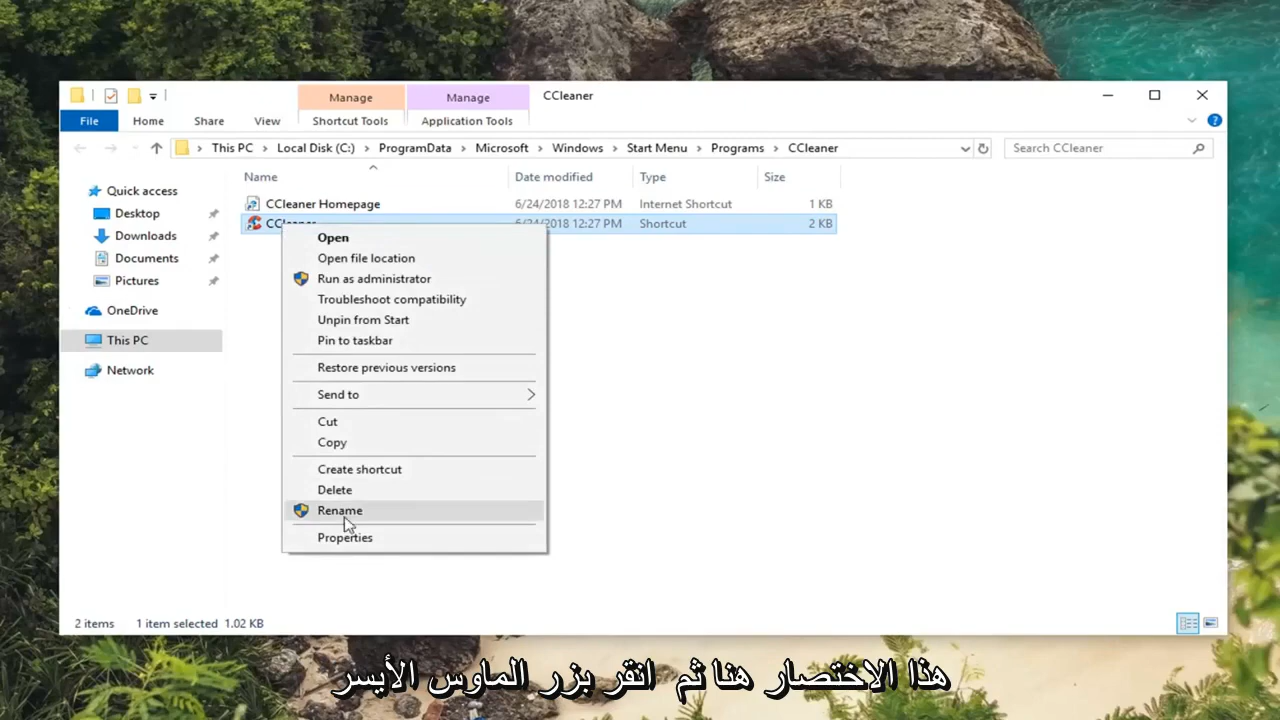 Manage
Manage
CCleaner
File
Home
Share
View
Shortcut Tools
Application Tools
This PC
Local Disk (C:)
ProgramData
Microsoft
Windows
Start Menu
Programs
CCleaner
Search CCleaner
Name
Date modified
Type
Size
Quick access
Desktop
Downloads
Documents
Pictures
OneDrive
This PC
Network
CCleaner Homepage
6/24/2018 12:27 PM
Internet Shortcut
1 KB
CCleaner
6/24/2018 12:27 PM
Shortcut
2 KB
Open
Open file location
Run as administrator
Troubleshoot compatibility
Unpin from Start
Pin to taskbar
Restore previous versions
Send to
Cut
Copy
Create shortcut
Delete
Rename
Properties
2 items
1 item selected 1.02 KB
هذا الاختصار هنا ثم انقر بزر الماوس الأيسر